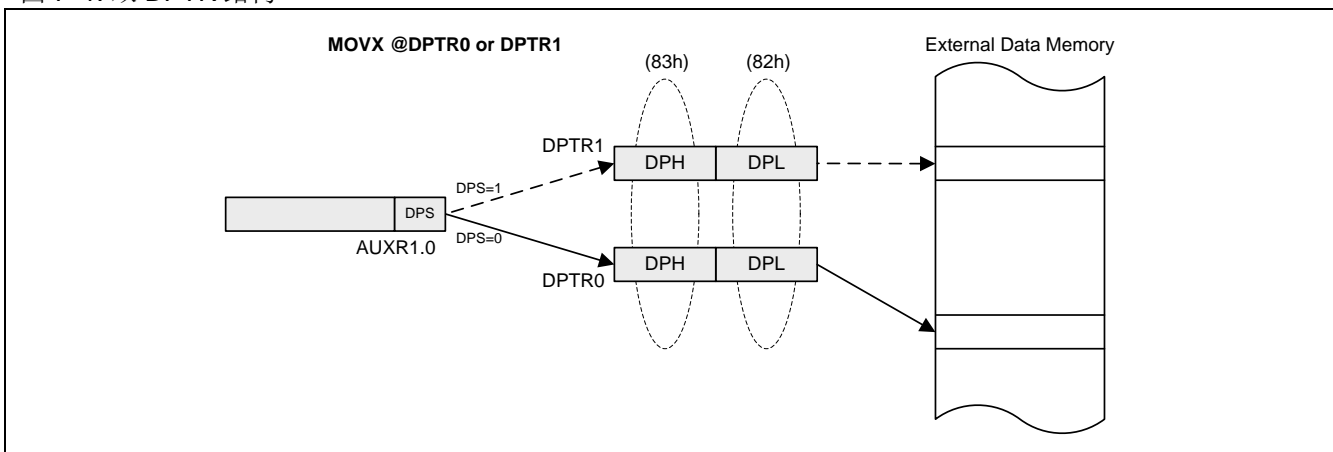 MOVX @DPTR0 or DPTR1
External Data Memory
(83h)
(82h)
DPTR1
DPH
DPL
DPS=1
DPS
AUXR1.0
DPS=0
DPTR0
DPH
DPL